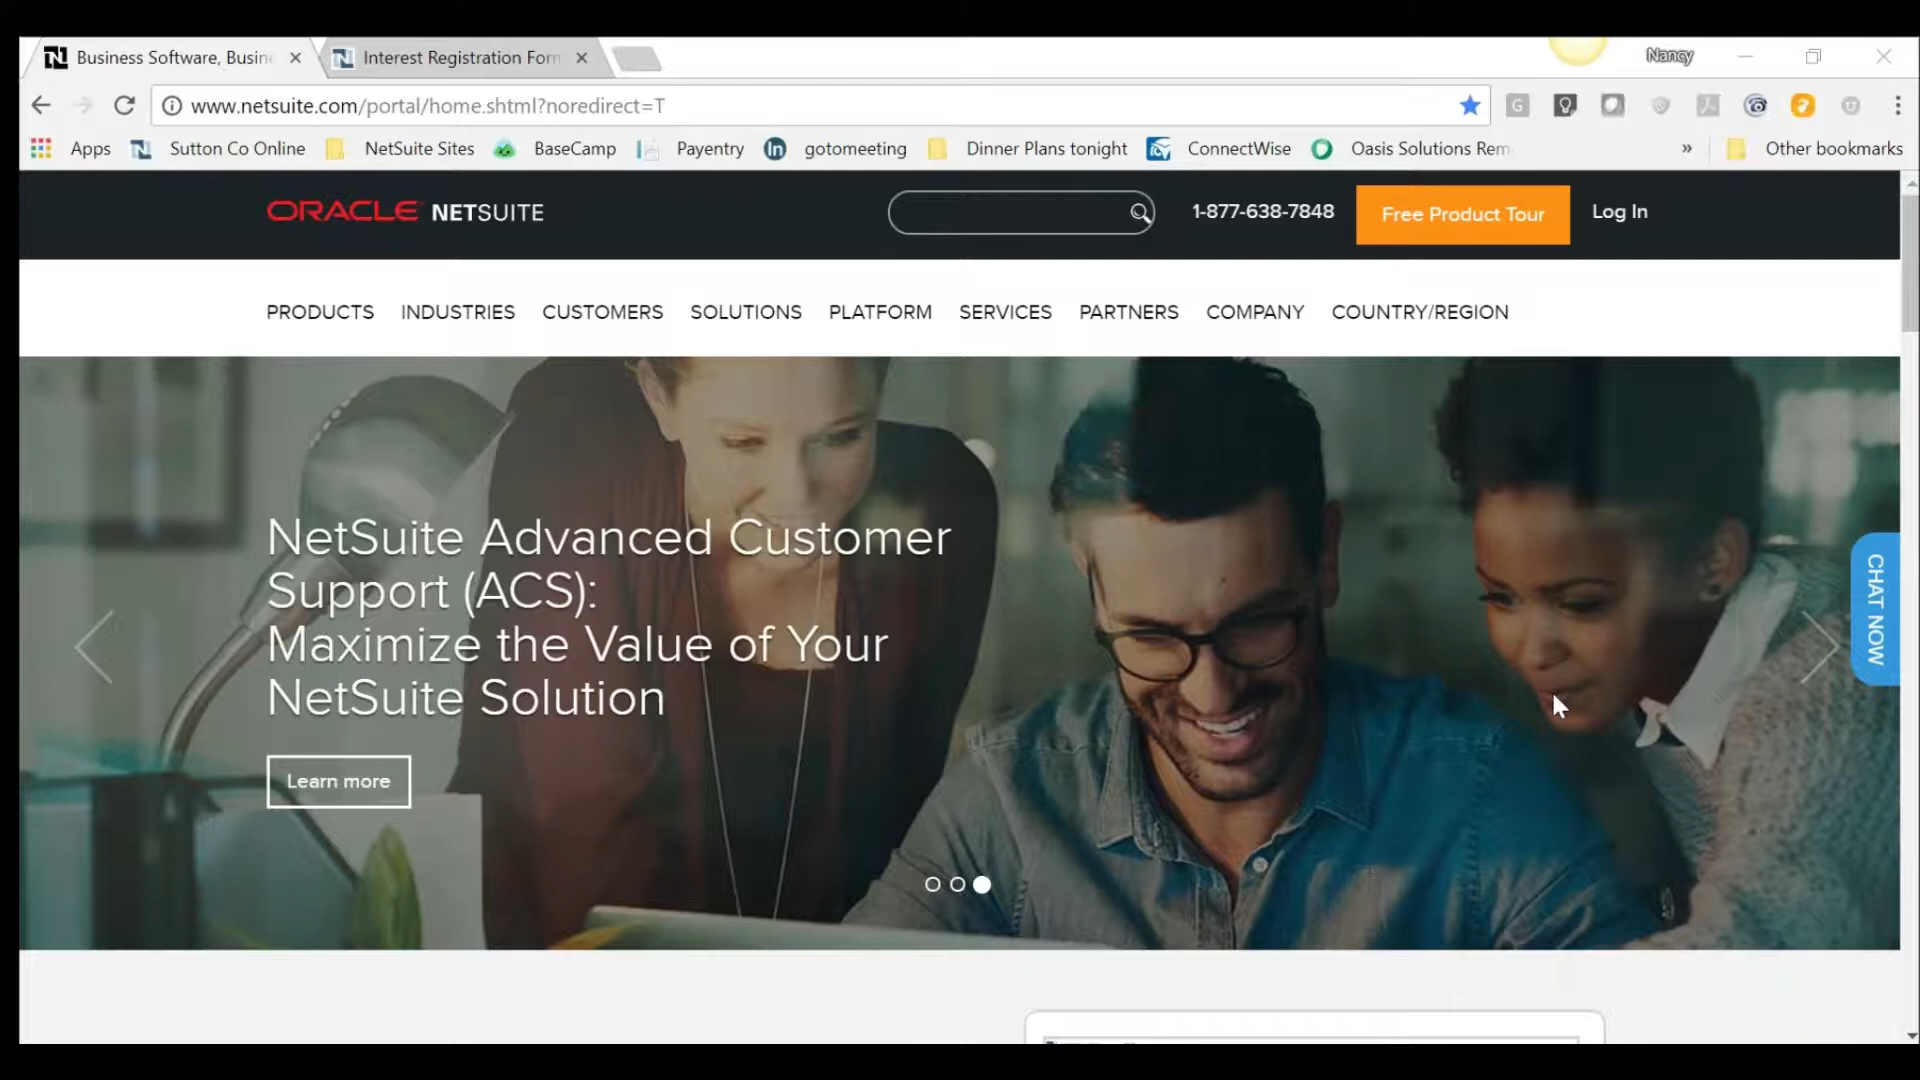 Business Software, Busin
Interest Registration Forn
Nancy
www.netsuite.com/portal/home.shtml?noredirect=T
Apps
Sutton Co Online
NetSuite Sites
BaseCamp
Payentry
gotomeeting
Dinner Plans tonight
ConnectWise
Oasis Solutions Rem
»
Other bookmarks
ORACLE NETSUITE
1-877-638-7848
Free Product Tour
Log In
PRODUCTS INDUSTRIES CUSTOMERS SOLUTIONS PLATFORM SERVICES PARTNERS COMPANY COUNTRY/REGION
NetSuite Advanced Customer
Support (ACS):
Maximize the Value of Your
NetSuite Solution
Learn more
CHAT NOW